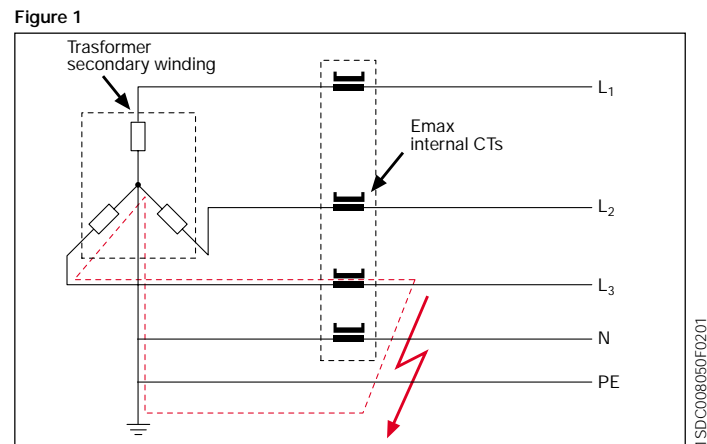 Figure 1
Trasformer
secondary winding
L1
Emax
internal CTs
L2
L3
N
PE
1SDC008050F0201